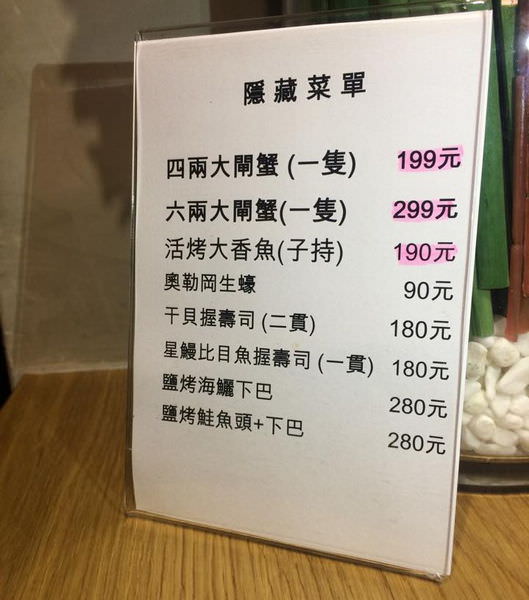 隱藏菜單
四兩大閘蟹 (一隻) 199元
六兩大閘蟹(一隻) 299元
活烤大香魚(子持) 190元
奧勒岡生蠔 90元
干貝握壽司 (二貫) 180元
星鰻比目魚握壽司 (一貫) 180元
鹽烤海鱺下巴 280元
鹽烤鮭魚頭+下巴 280元